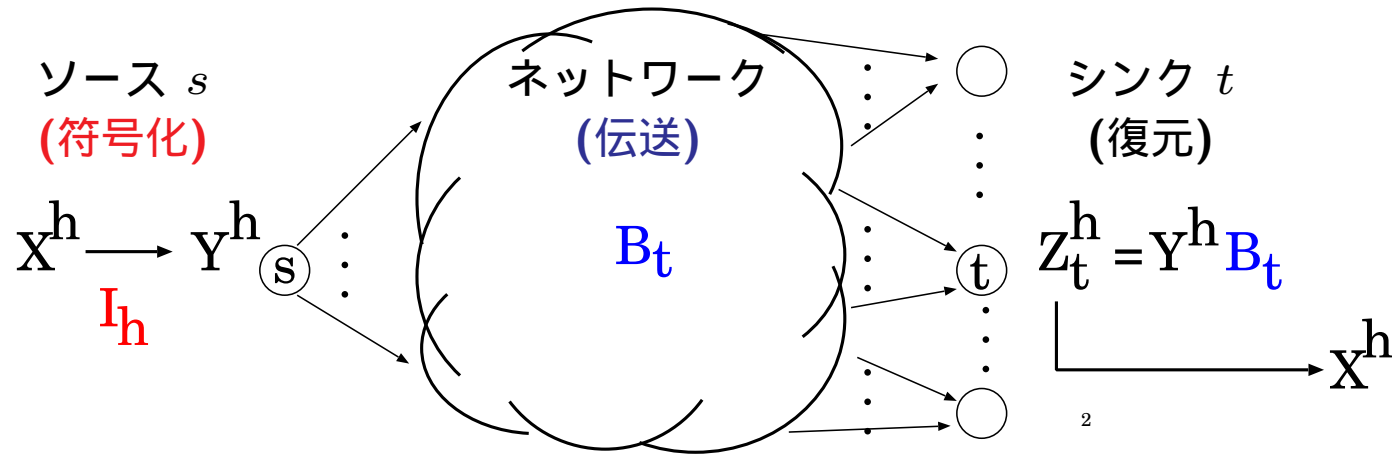 ソース s
(符号化)
X^h → Y^h
I_h
s
ネットワーク
(伝送)
B_t
シンク t
(復元)
t
Z_t^h = Y^h B_t
X^h
2